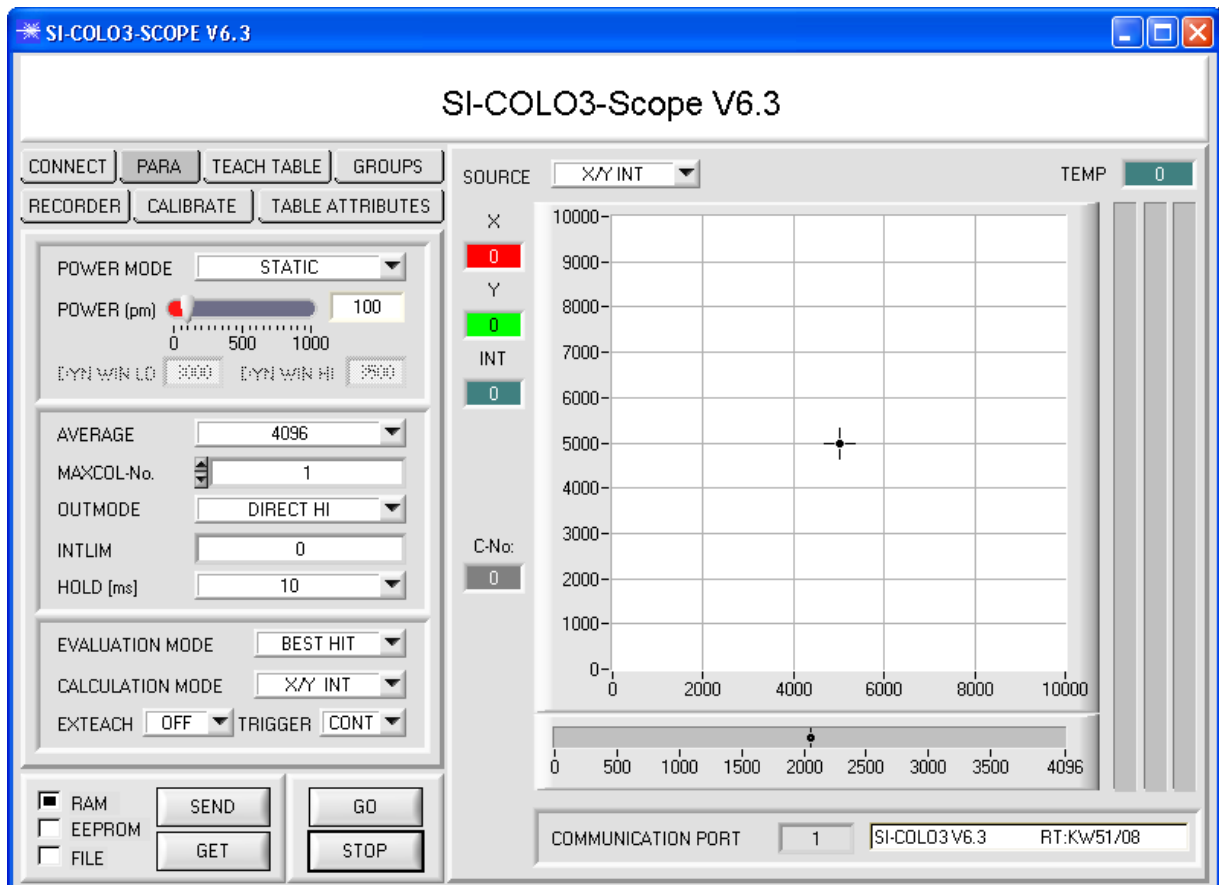 SI-COLO3-SCOPE V6.3
SI-COLO3-Scope V6.3
CONNECT PARA TEACH TABLE GROUPS
RECORDER CALIBRATE TABLE ATTRIBUTES
POWER MODE STATIC
POWER (pm) 100
0 500 1000
DYN WIN LO 3000 DYN WIN HI 3500
AVERAGE 4096
MAXCOL-No. 1
OUTMODE DIRECT HI
INTLIM 0
HOLD [ms] 10
EVALUATION MODE BEST HIT
CALCULATION MODE X/Y INT
EXTEACH OFF TRIGGER CONT
RAM
EEPROM
FILE
SEND
GET
GO
STOP
SOURCE X/Y INT
TEMP 0
X
0
Y
0
INT
0
C-No:
0
10000
9000
8000
7000
6000
5000
4000
3000
2000
1000
0
0 2000 4000 6000 8000 10000
0 500 1000 1500 2000 2500 3000 3500 4096
COMMUNICATION PORT 1 SI-COLO3 V6.3 RT:KW51/08